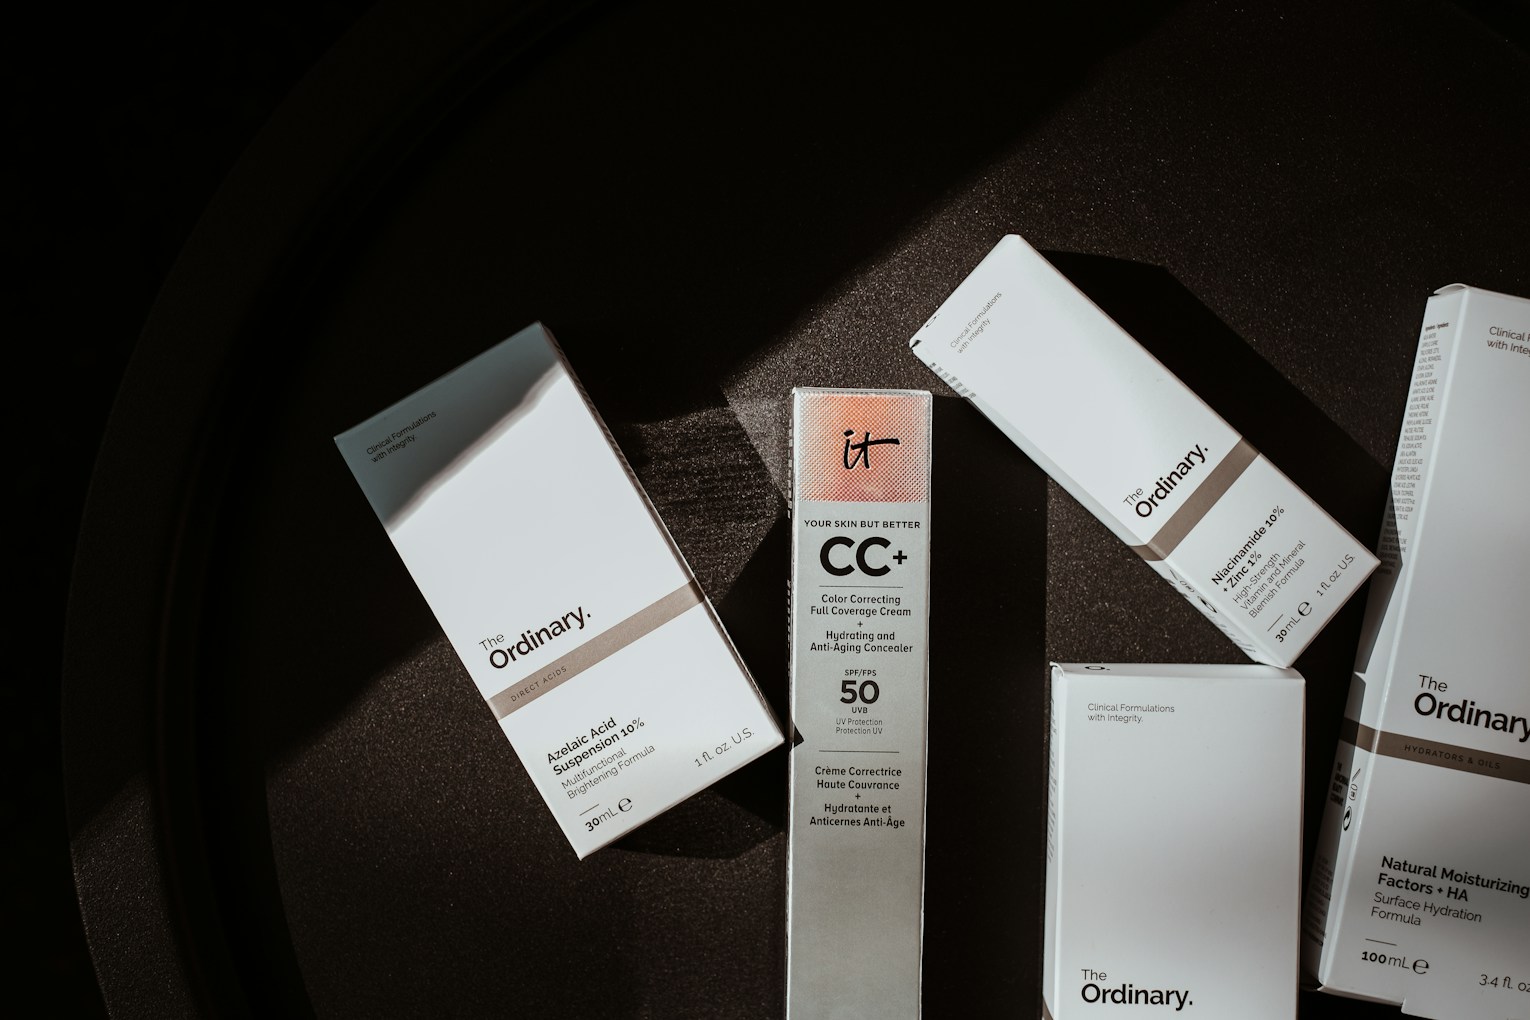 Clinical Formulations
with Integrity
The
Ordinary.
DIRECT ACIDS
Azelaic Acid
Suspension 10%
Multifunctional
Brightening Formula
30mL ℮
1 fl. oz. U.S.
it
YOUR SKIN BUT BETTER
CC+
Color Correcting
Full Coverage Cream
+
Hydrating and
Anti-Aging Concealer
SPF/FPS
50
UVB
UV Protection
Protection UV
Crème Correctrice
Haute Couvrance
+
Hydratante et
Anticernes Anti-Âge
Clinical Formulations
with Integrity
The
Ordinary.
Niacinamide 10%
+ Zinc 1%
High-Strength
Vitamin and Mineral
Blemish Formula
30mL ℮
1 fl. oz U.S.
Clinical Formulations
with Integrity.
The
Ordinary.
Clinical
with
The
Ordinary
HYDRATORS & OILS
Natural Moisturizing
Factors + HA
Surface Hydration
Formula
100mL ℮
3.4 fl.